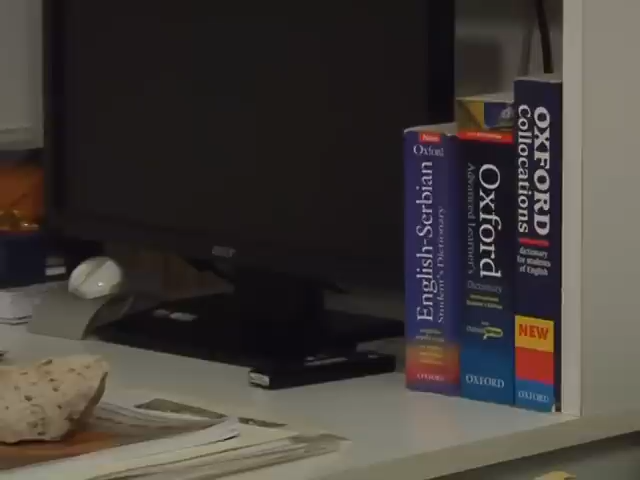 New
Oxford
English-Serbian
Student's Dictionary
OXFORD
Oxford
Advanced Learner's
Dictionary
OXFORD
OXFORD
Collocations
dictionary
for students
of English
NEW
OXFORD